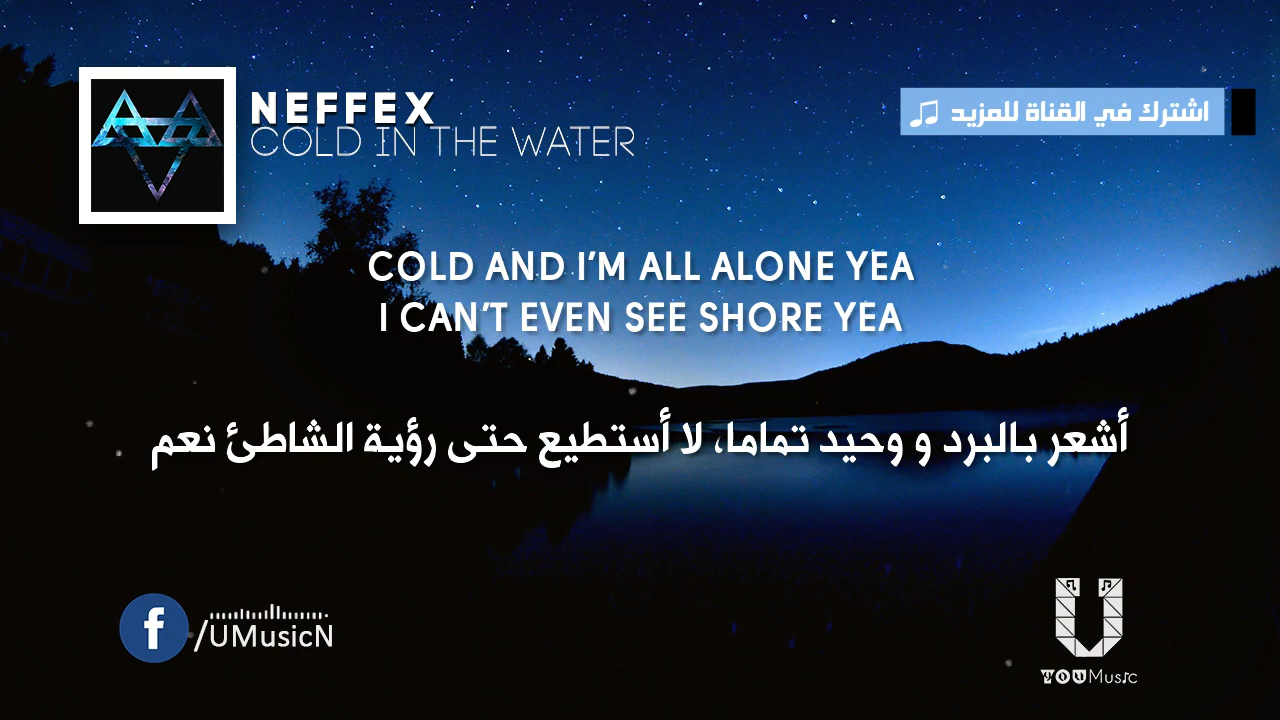 NEFFEX
COLD IN THE WATER
اشترك في القناة للمزيد
COLD AND I'M ALL ALONE YEA
I CAN'T EVEN SEE SHORE YEA
أشعر بالبرد و وحيد تماما، لا أستطيع حتى رؤية الشاطئ نعم
f /UMusicN
YOUMusic